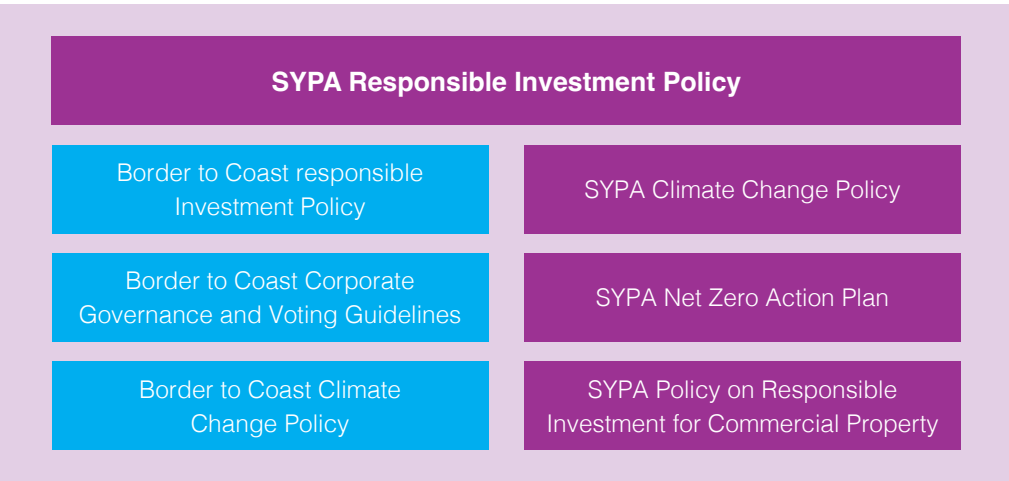 SYPA Responsible Investment Policy
Border to Coast responsible
Investment Policy
SYPA Climate Change Policy
Border to Coast Corporate
Governance and Voting Guidelines
SYPA Net Zero Action Plan
Border to Coast Climate
Change Policy
SYPA Policy on Responsible
Investment for Commercial Property